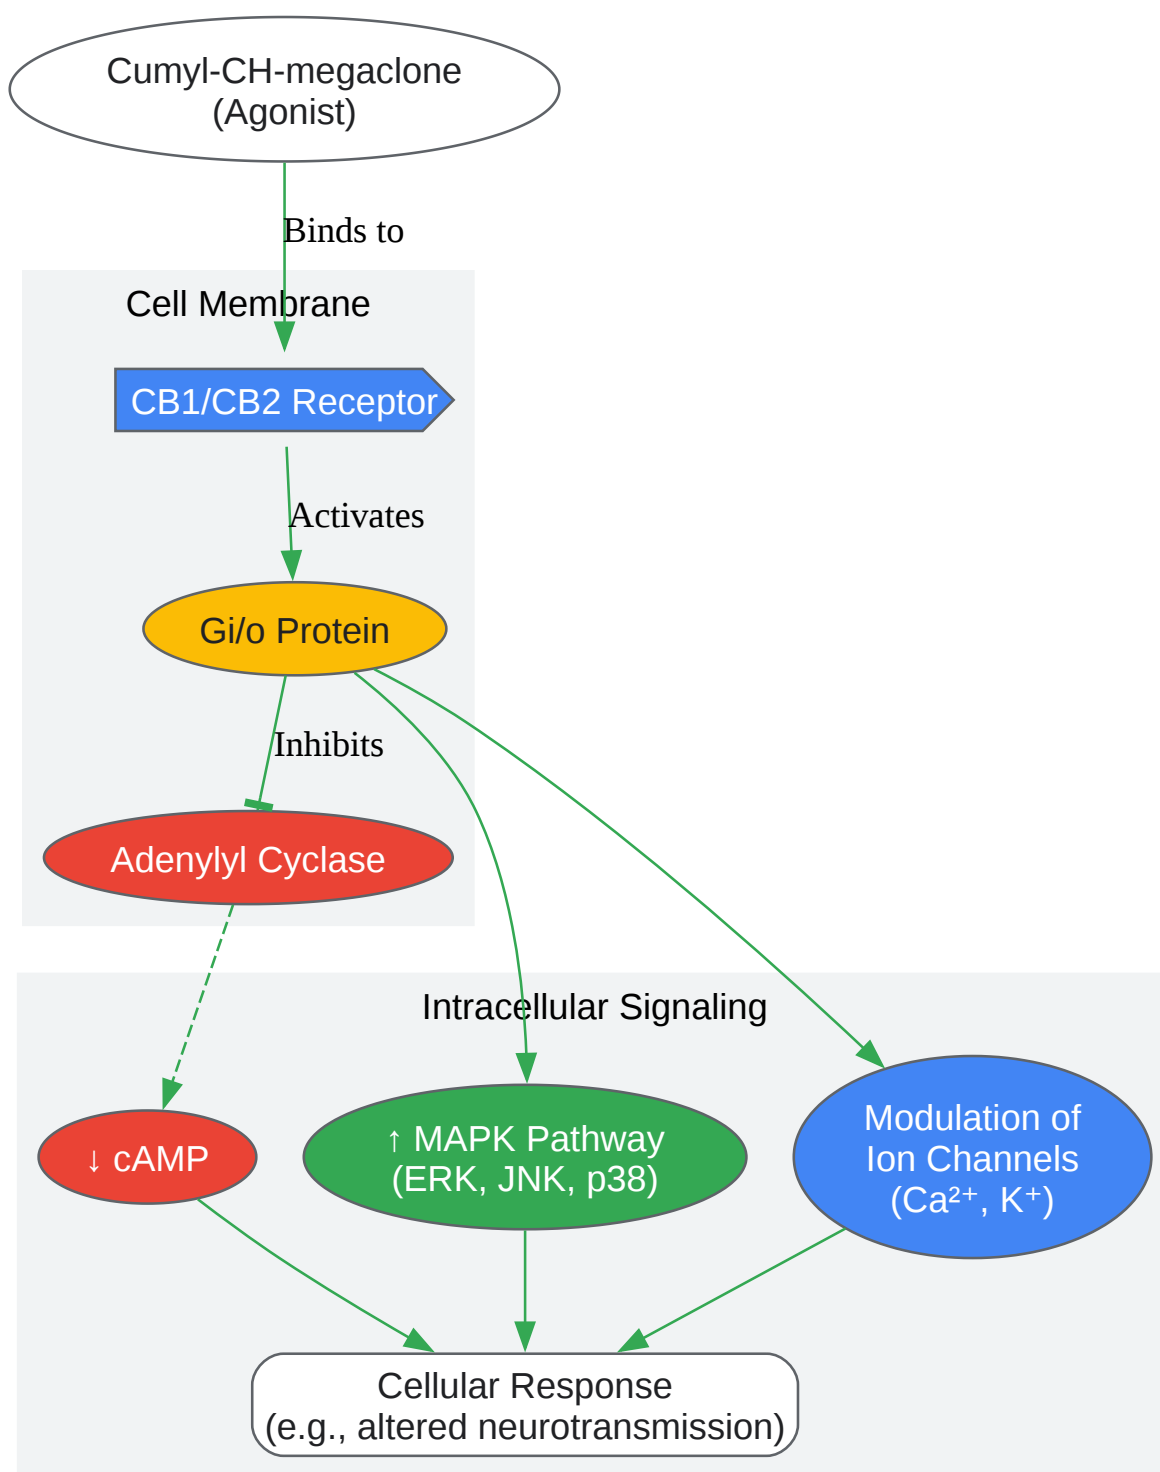 Cumyl-CH-megaclone
(Agonist)
Binds to
Cell Membrane
CB1/CB2 Receptor
Activates
Gi/o Protein
Inhibits
Adenylyl Cyclase
Intracellular Signaling
↓ cAMP
↑ MAPK Pathway
(ERK, JNK, p38)
Modulation of
Ion Channels
(Ca²⁺, K⁺)
Cellular Response
(e.g., altered neurotransmission)